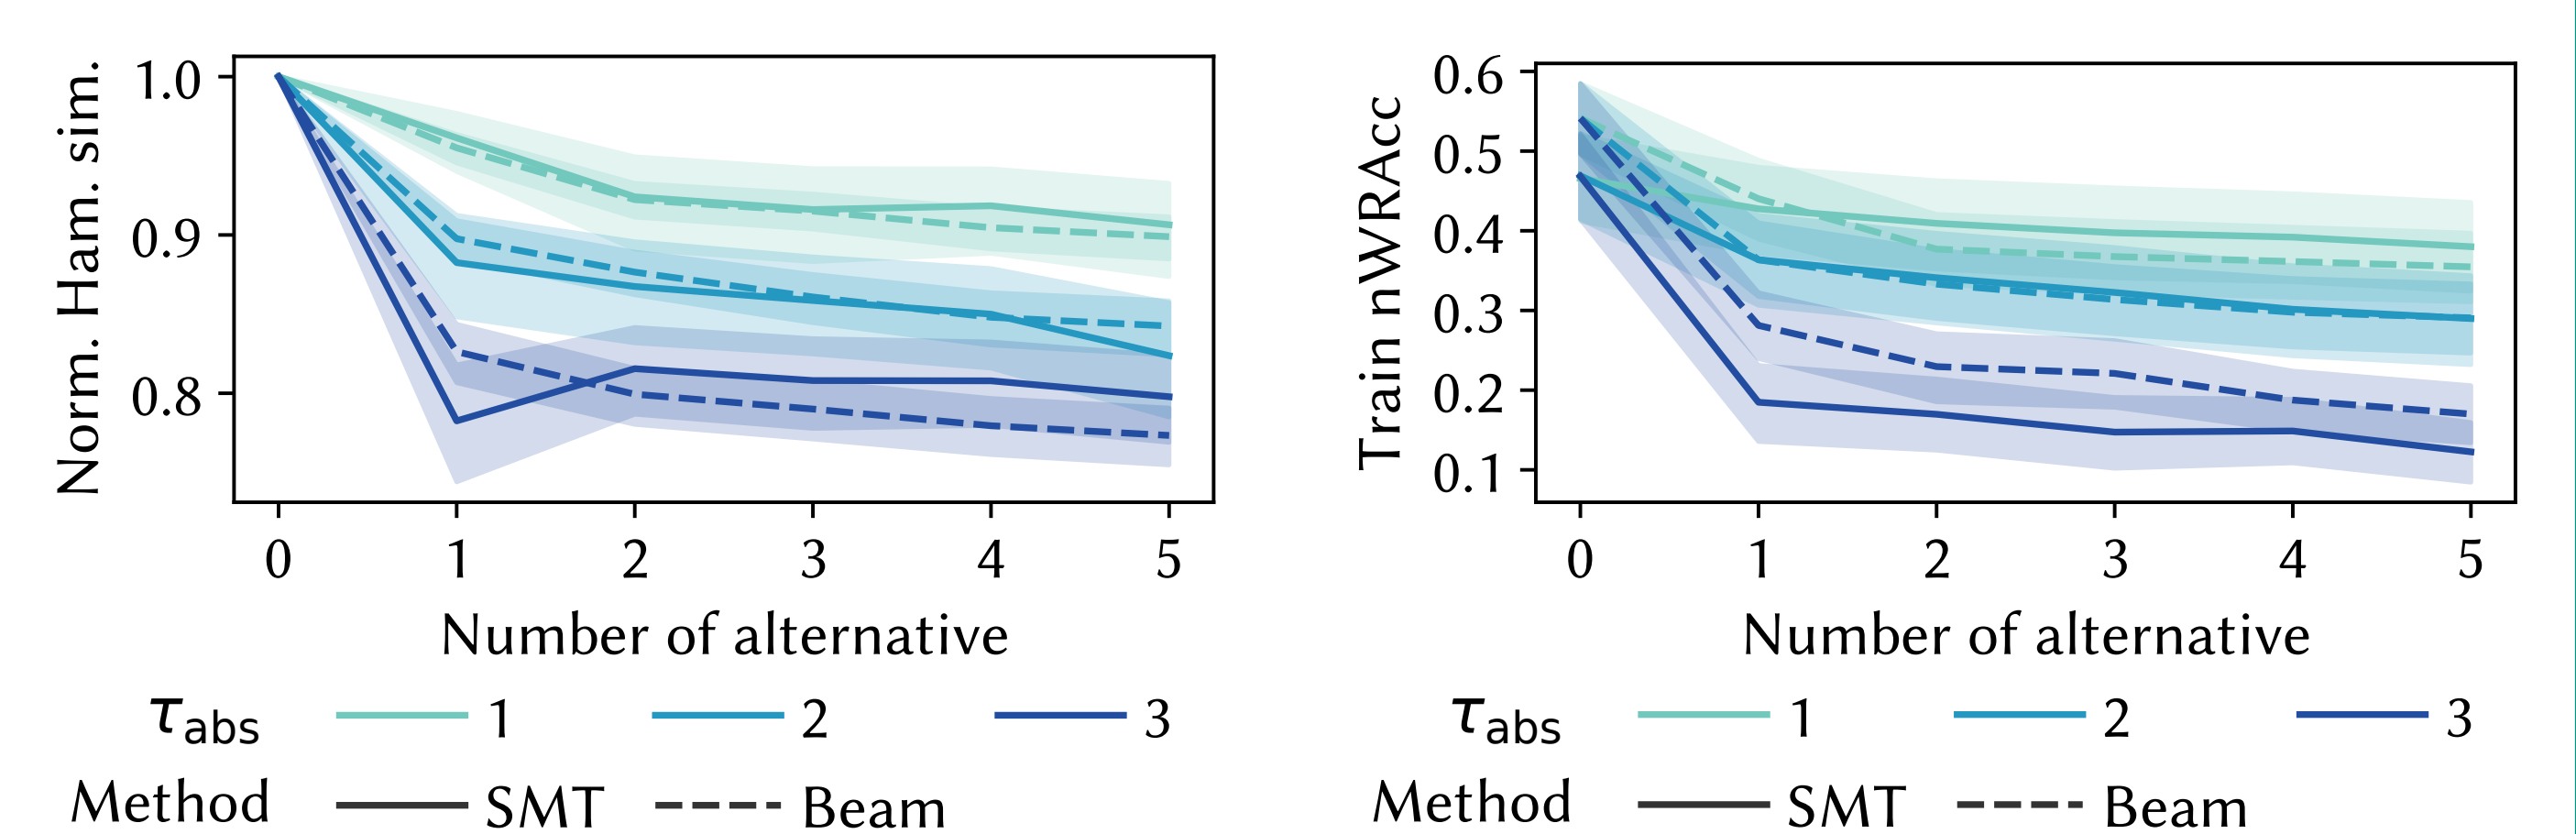 Norm. Ham. sim.
1.0
0.9
0.8
0 1 2 3 4 5
Number of alternative
τabs 1 2 3
Method SMT Beam
Train nWRAcc
0.6
0.5
0.4
0.3
0.2
0.1
0 1 2 3 4 5
Number of alternative
τabs 1 2 3
Method SMT Beam